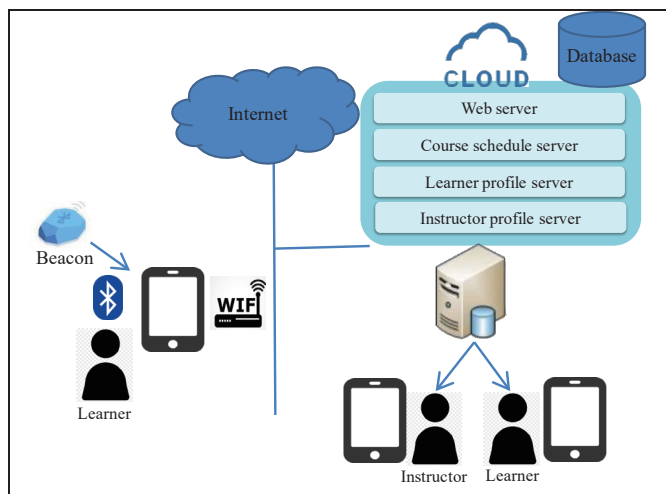 CLOUD
Database
Internet
Web server
Course schedule server
Learner profile server
Instructor profile server
Beacon
WIFI
Learner
Instructor
Learner